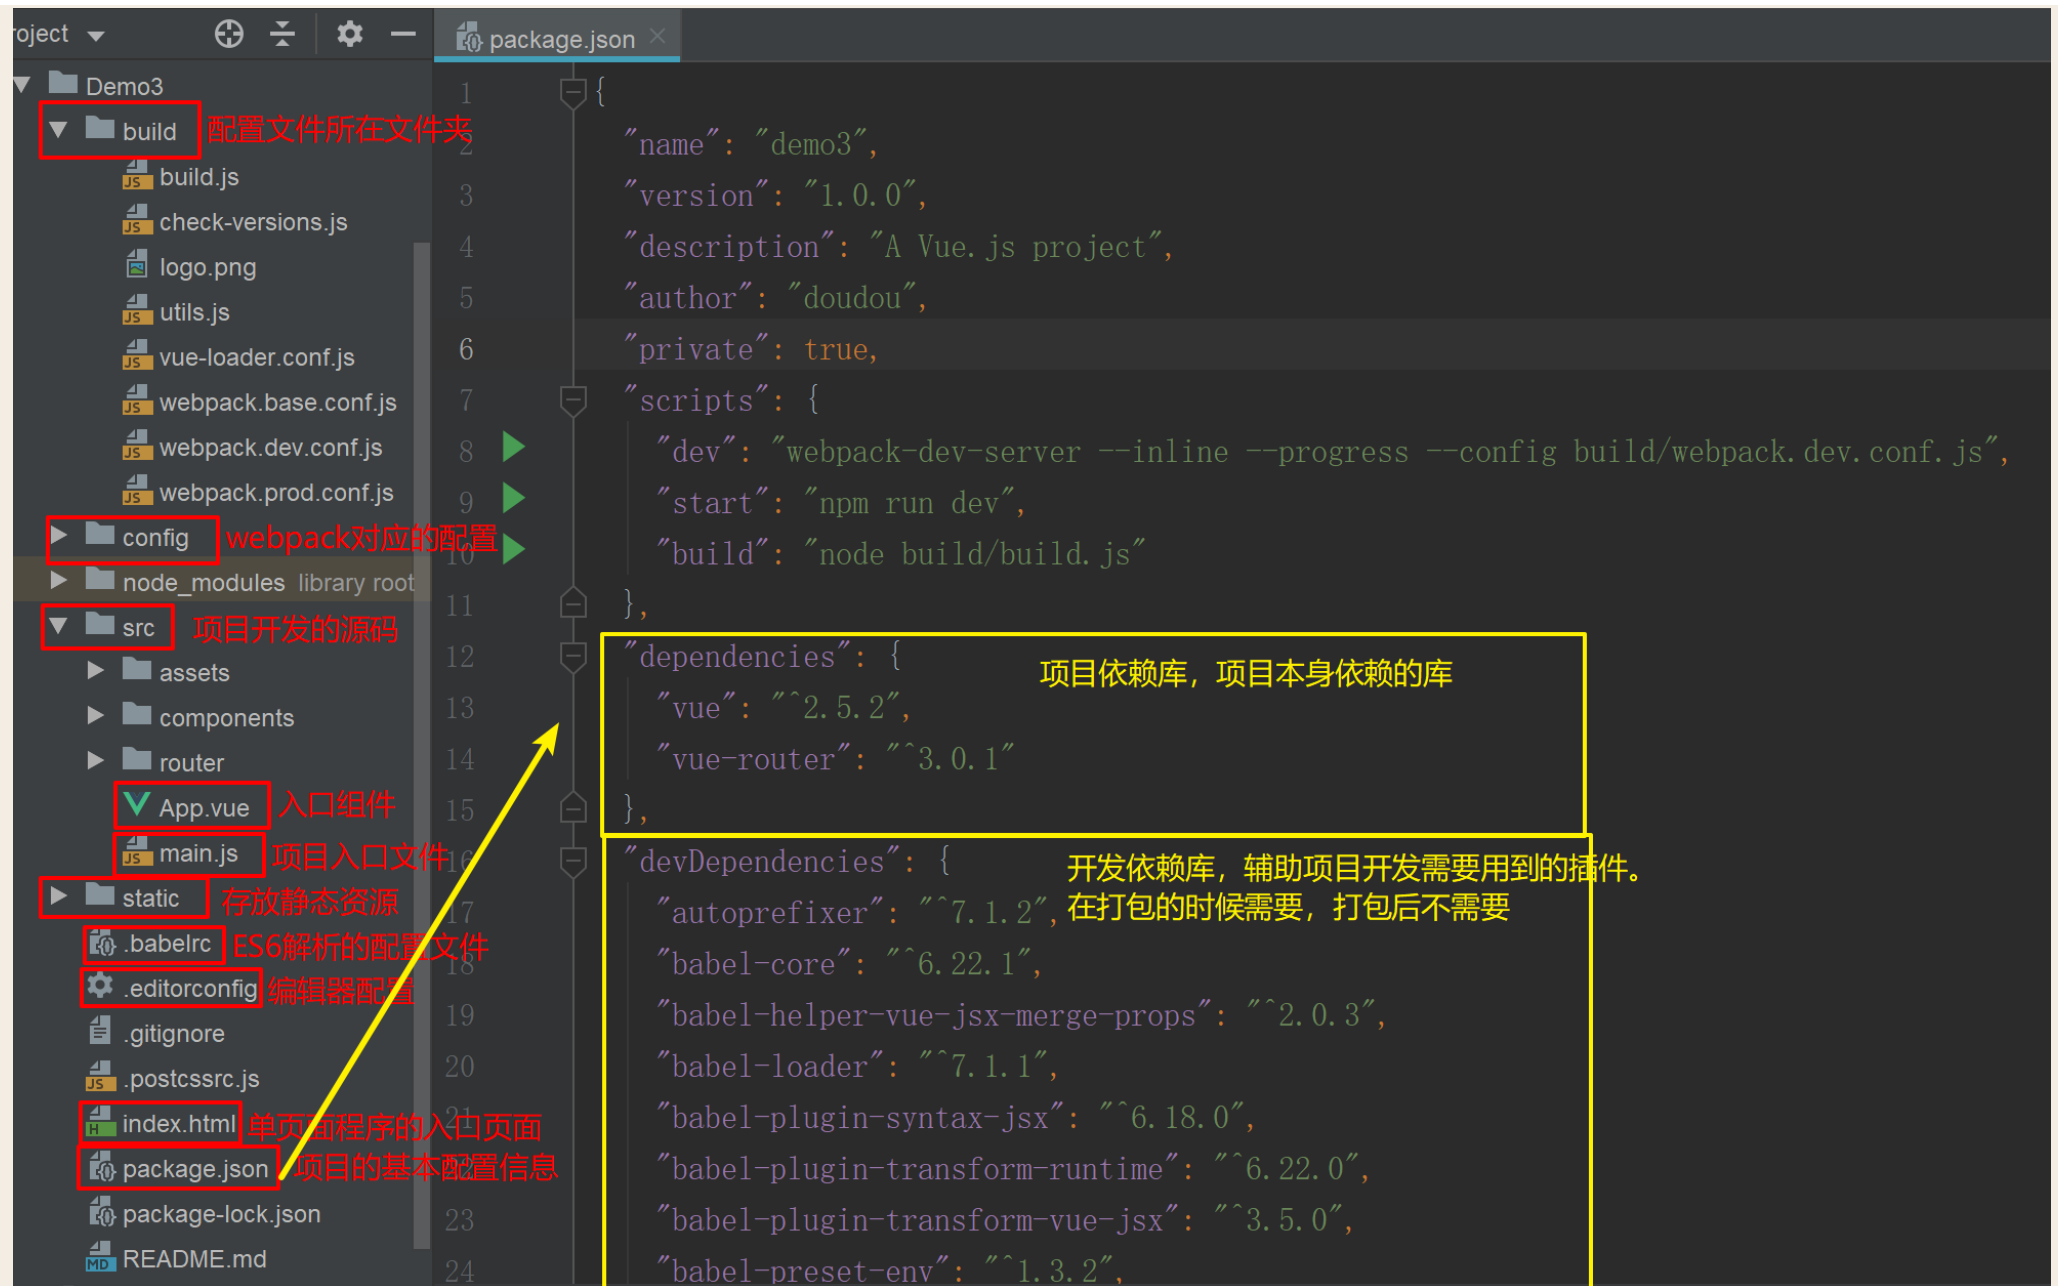 roject
package.json
Demo3
build 配置文件所在文件夹
build.js
check-versions.js
logo.png
utils.js
vue-loader.conf.js
webpack.base.conf.js
webpack.dev.conf.js
webpack.prod.conf.js
config webpack对应的配置
node_modules library root
src 项目开发的源码
assets
components
router
App.vue 入口组件
main.js 项目入口文件
static 存放静态资源
.babelrc ES6解析的配置文件
.editorconfig 编辑器配置
.gitignore
.postcssrc.js
index.html 单页面程序的入口页面
package.json 项目的基本配置信息
package-lock.json
README.md
1 {
2 "name": "demo3",
3 "version": "1.0.0",
4 "description": "A Vue.js project",
5 "author": "doudou",
6 "private": true,
7 "scripts": {
8 "dev": "webpack-dev-server --inline --progress --config build/webpack.dev.conf.js",
9 "start": "npm run dev",
10 "build": "node build/build.js"
11 },
12 "dependencies": {
项目依赖库，项目本身依赖的库
13 "vue": "^2.5.2",
14 "vue-router": "^3.0.1"
15 },
16 "devDependencies": {
开发依赖库，辅助项目开发需要用到的插件。
17 "autoprefixer": "^7.1.2",
在打包的时候需要，打包后不需要
18 "babel-core": "^6.22.1",
19 "babel-helper-vue-jsx-merge-props": "^2.0.3",
20 "babel-loader": "^7.1.1",
21 "babel-plugin-syntax-jsx": "^6.18.0",
22 "babel-plugin-transform-runtime": "^6.22.0",
23 "babel-plugin-transform-vue-jsx": "^3.5.0",
24 "babel-preset-env": "^1.3.2",